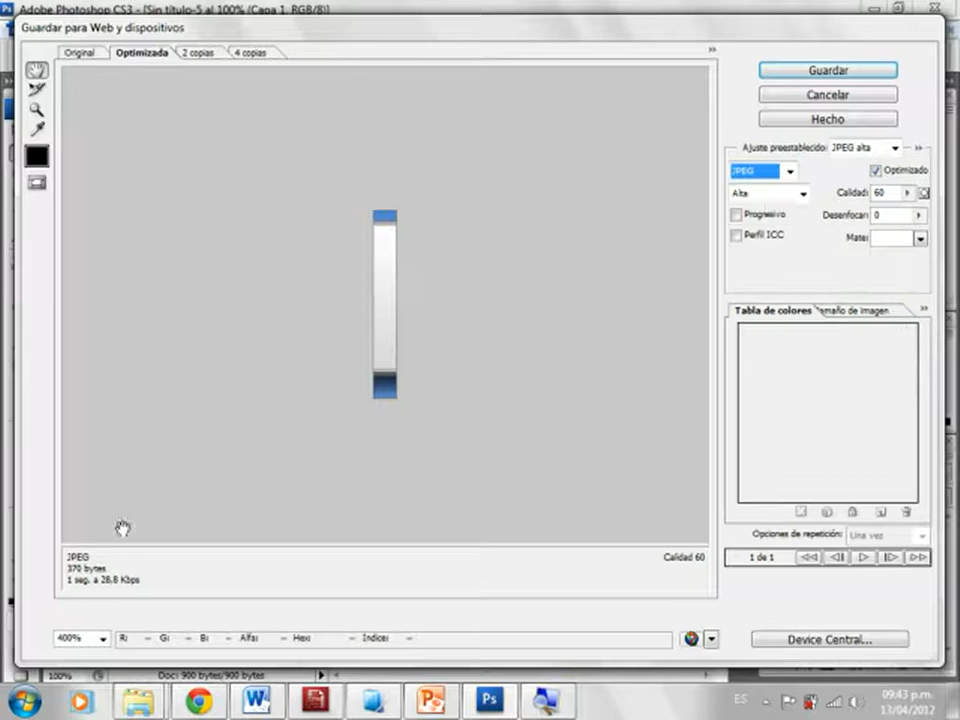 Adobe Photoshop CS3 - [Sin título-5 al 100% (Capa 1, RGB/8)]
Guardar para Web y dispositivos
Original Optimizada 2 copias 4 copias
Guardar
Cancelar
Hecho
Ajuste preestablecido: JPEG alta
JPEG Optimizado
Alta Calidad: 60
Progresivo Desenfocar: 0
Perfil ICC Mate:
Tabla de colores Tamaño de imagen
Opciones de repetición: Una vez
1 de 1
JPEG Calidad 60
370 bytes
1 seg. a 28,8 Kbps
400% R: -- G: -- B: -- Alfa: -- Hex: -- Índice: --
Device Central...
100% Doc: 900 bytes/900 bytes
ES 09:43 p.m.
13/04/2012